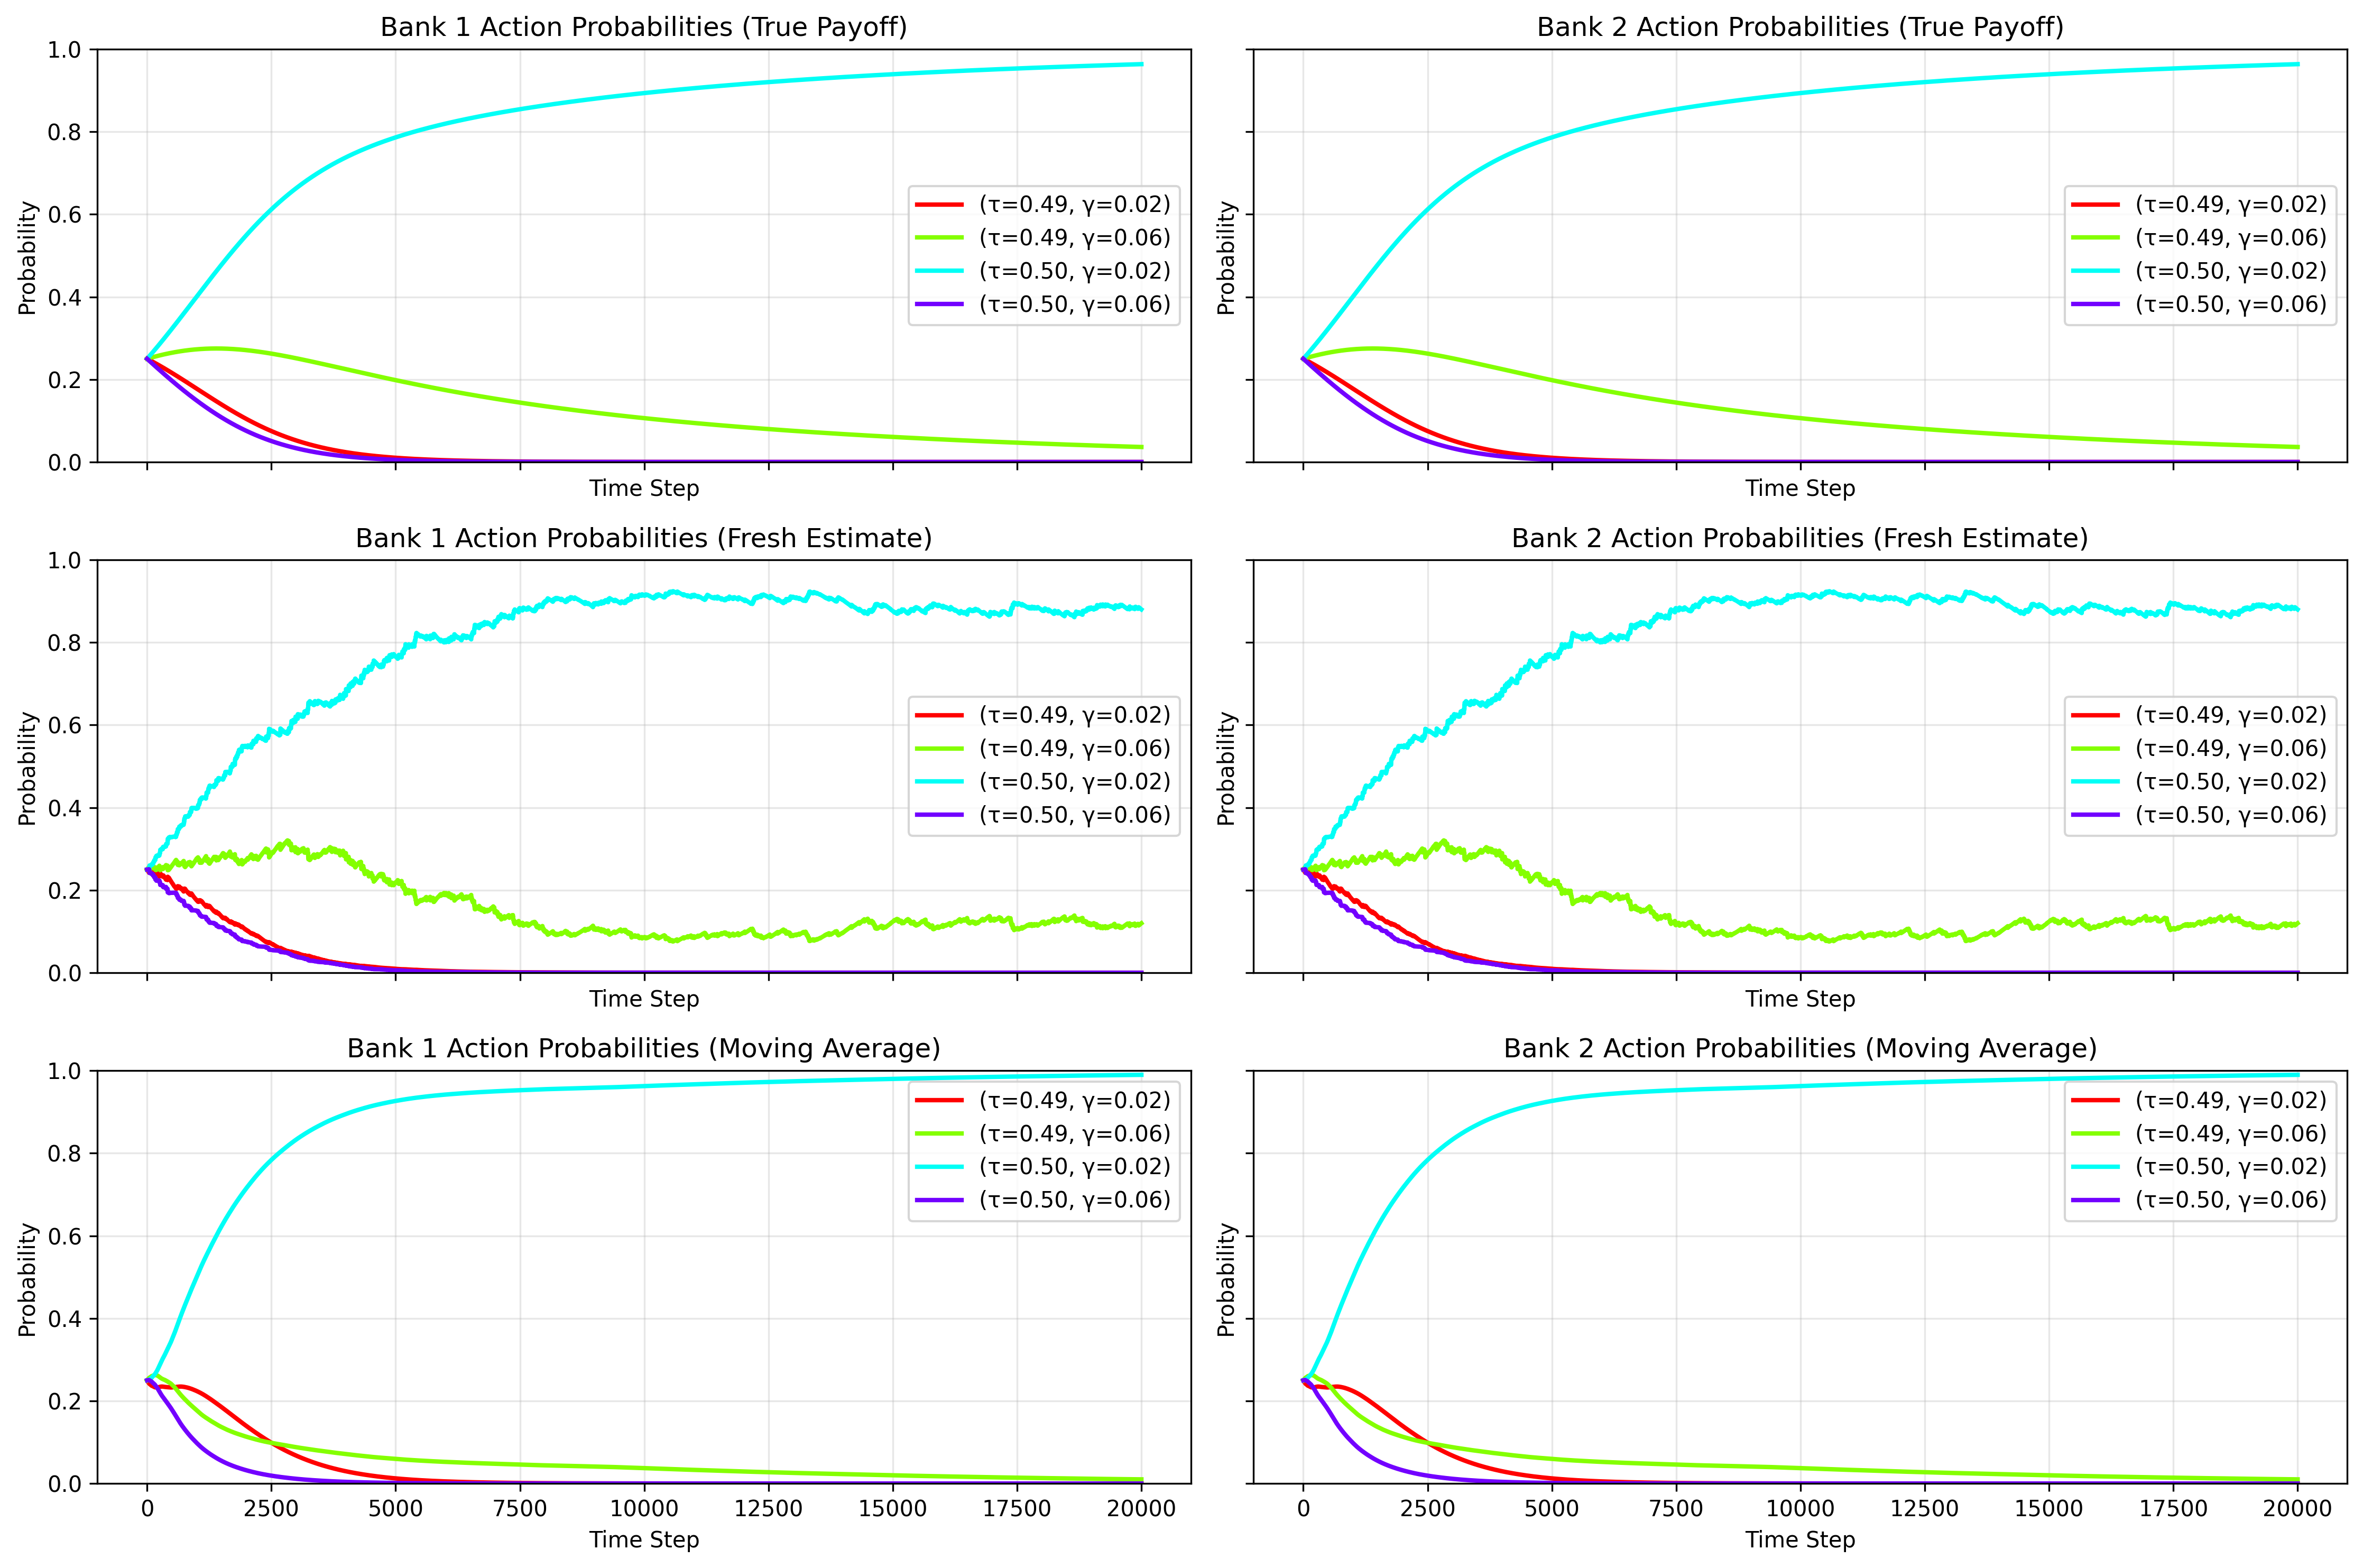 Bank 1 Action Probabilities (True Payoff)
Probability
1.0
0.8
0.6
0.4
0.2
0.0
(τ=0.49, γ=0.02)
(τ=0.49, γ=0.06)
(τ=0.50, γ=0.02)
(τ=0.50, γ=0.06)
Time Step
Bank 2 Action Probabilities (True Payoff)
Probability
(τ=0.49, γ=0.02)
(τ=0.49, γ=0.06)
(τ=0.50, γ=0.02)
(τ=0.50, γ=0.06)
Time Step
Bank 1 Action Probabilities (Fresh Estimate)
Probability
1.0
0.8
0.6
0.4
0.2
0.0
(τ=0.49, γ=0.02)
(τ=0.49, γ=0.06)
(τ=0.50, γ=0.02)
(τ=0.50, γ=0.06)
Time Step
Bank 2 Action Probabilities (Fresh Estimate)
Probability
(τ=0.49, γ=0.02)
(τ=0.49, γ=0.06)
(τ=0.50, γ=0.02)
(τ=0.50, γ=0.06)
Time Step
Bank 1 Action Probabilities (Moving Average)
Probability
1.0
0.8
0.6
0.4
0.2
0.0
(τ=0.49, γ=0.02)
(τ=0.49, γ=0.06)
(τ=0.50, γ=0.02)
(τ=0.50, γ=0.06)
0 2500 5000 7500 10000 12500 15000 17500 20000
Time Step
Bank 2 Action Probabilities (Moving Average)
Probability
(τ=0.49, γ=0.02)
(τ=0.49, γ=0.06)
(τ=0.50, γ=0.02)
(τ=0.50, γ=0.06)
0 2500 5000 7500 10000 12500 15000 17500 20000
Time Step